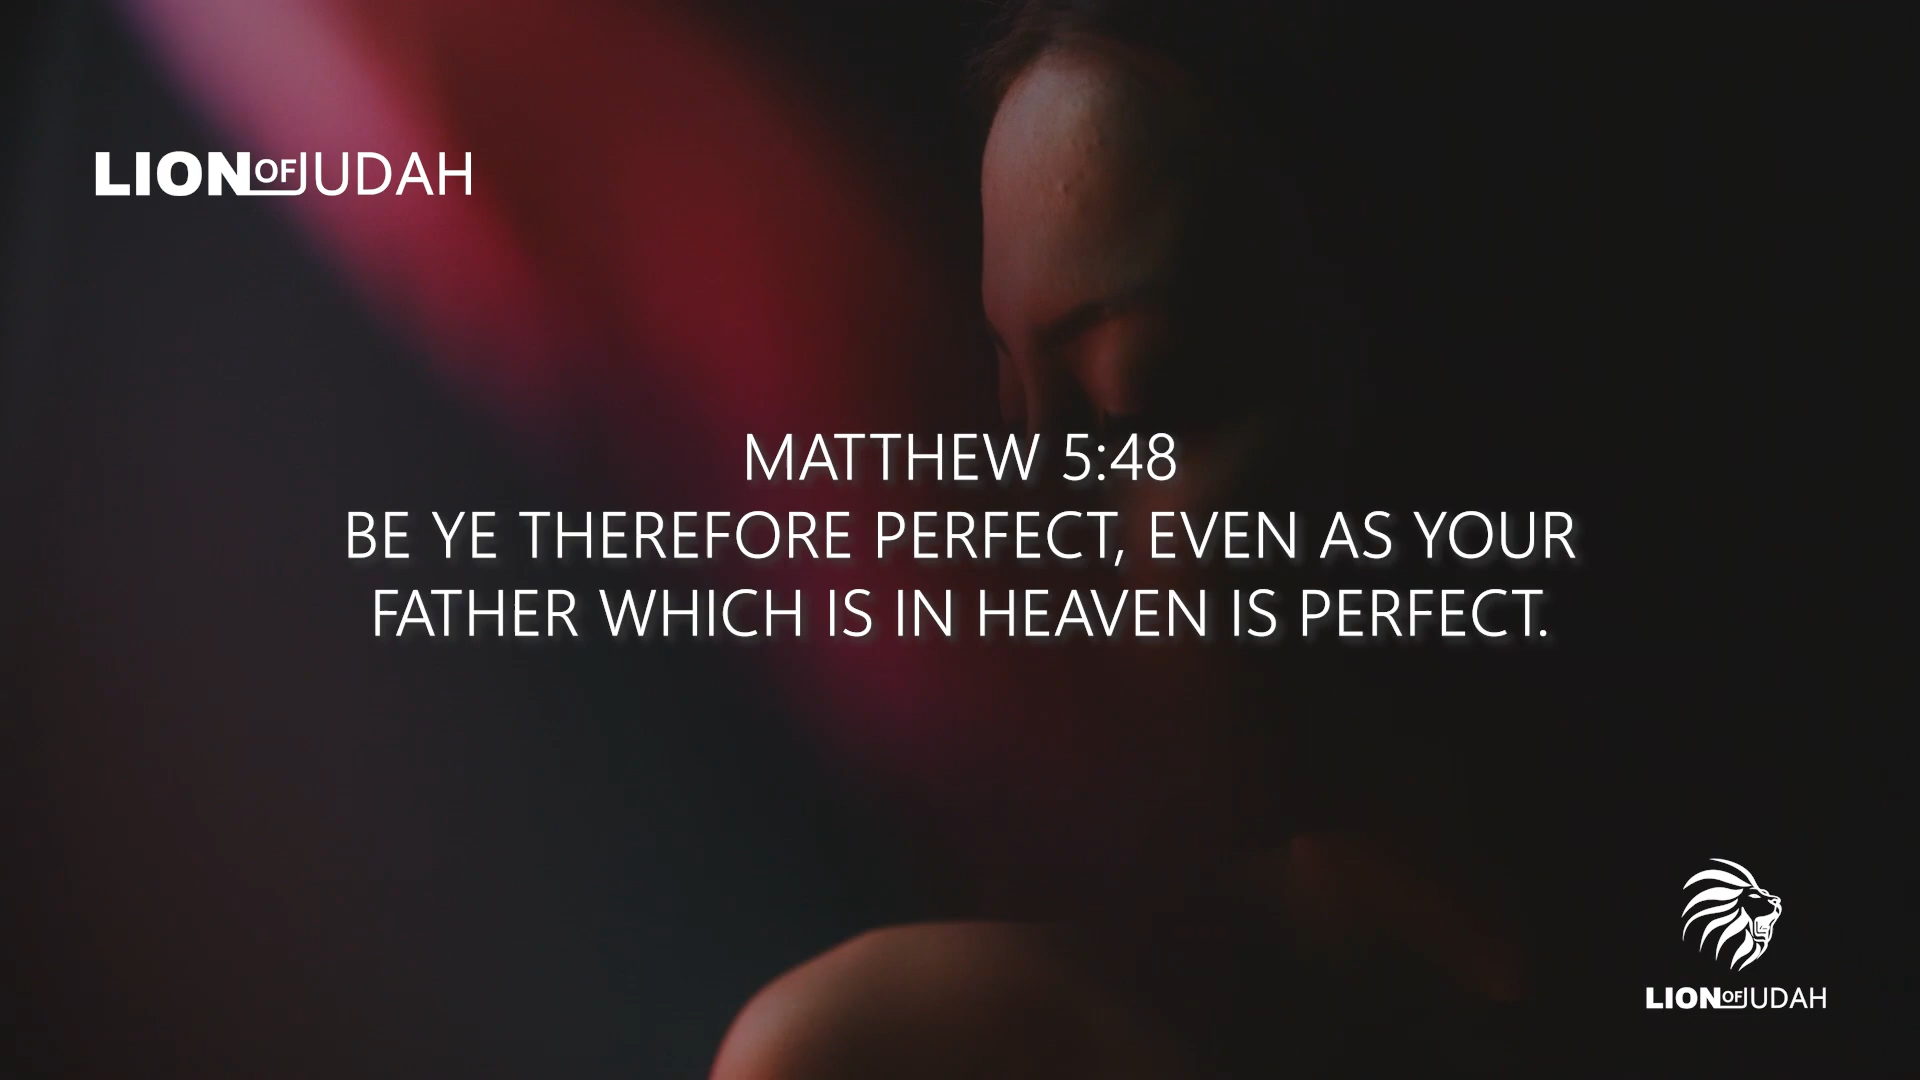 LION OF JUDAH
MATTHEW 5:48
BE YE THEREFORE PERFECT, EVEN AS YOUR
FATHER WHICH IS IN HEAVEN IS PERFECT.
LION OF JUDAH